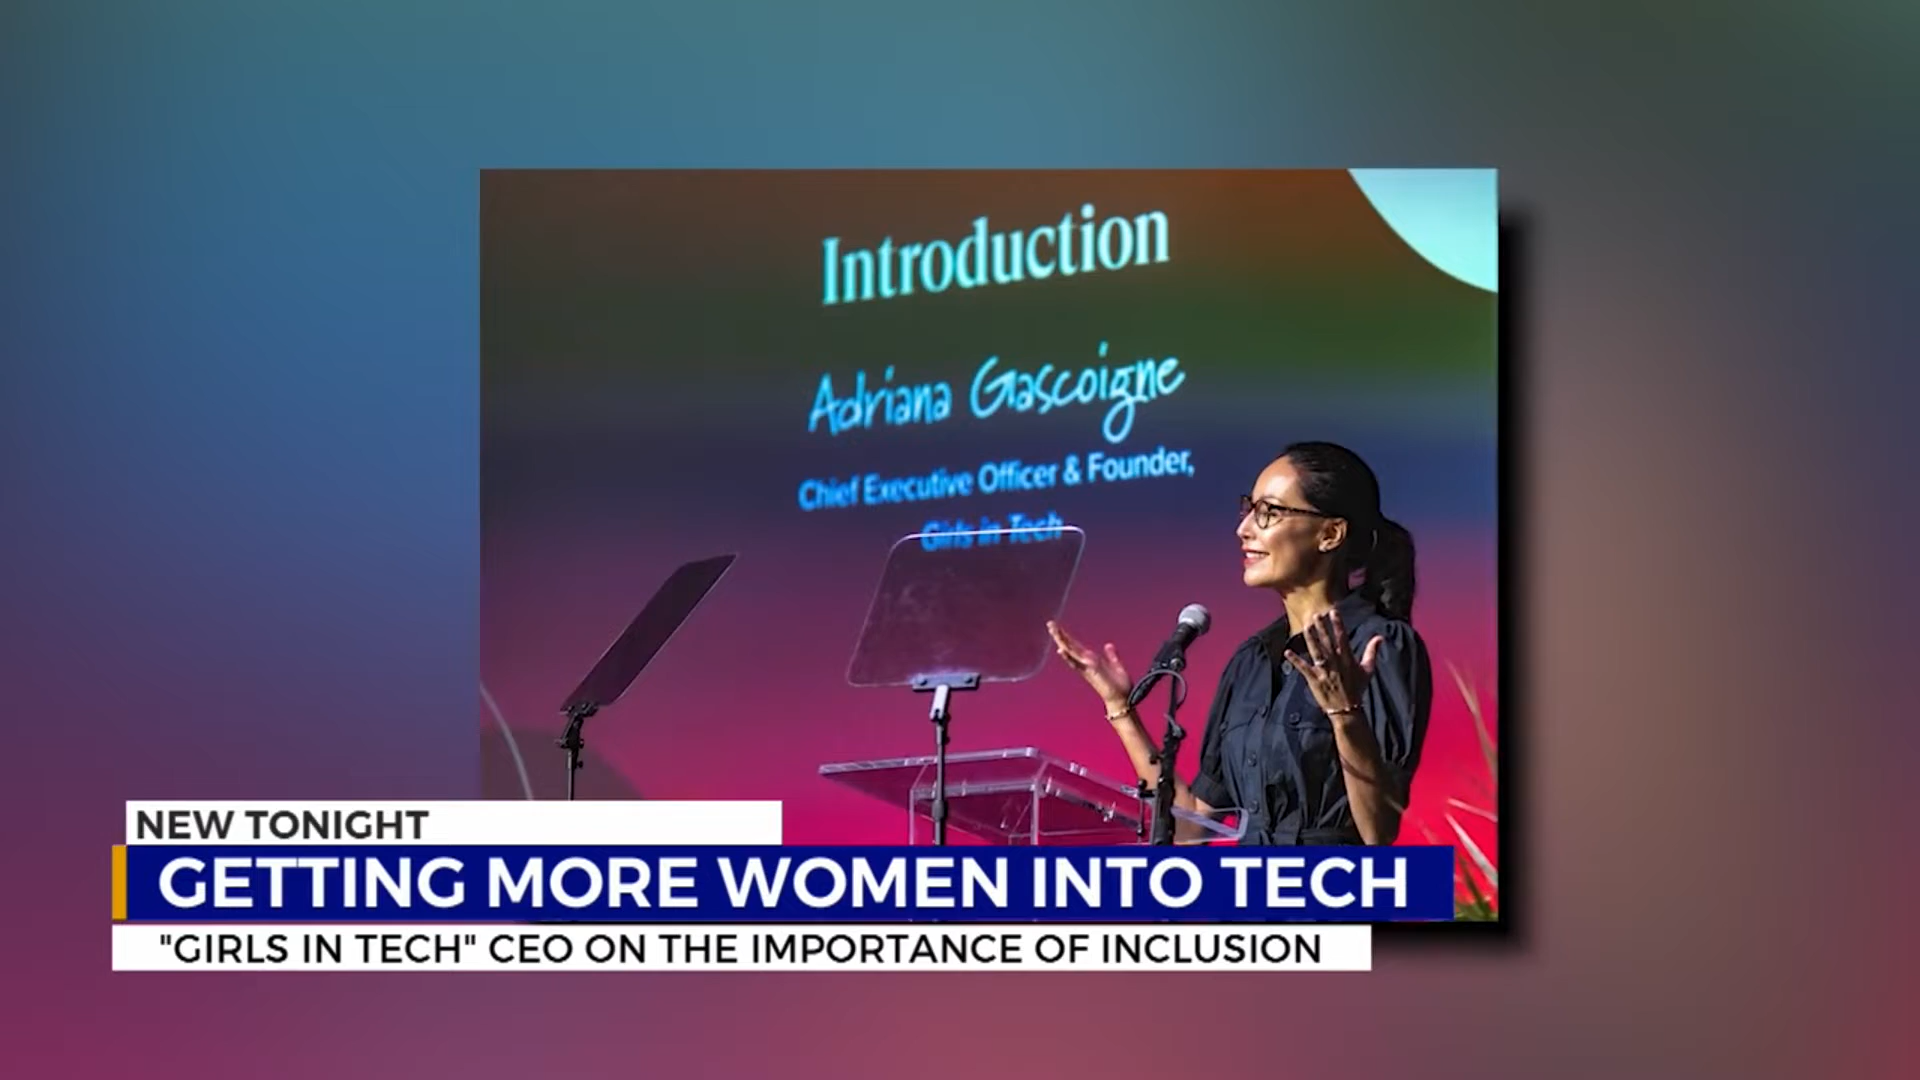 Introduction
Adriana Gascoigne
Chief Executive Officer & Founder,
Girls in Tech
NEW TONIGHT
GETTING MORE WOMEN INTO TECH
"GIRLS IN TECH" CEO ON THE IMPORTANCE OF INCLUSION